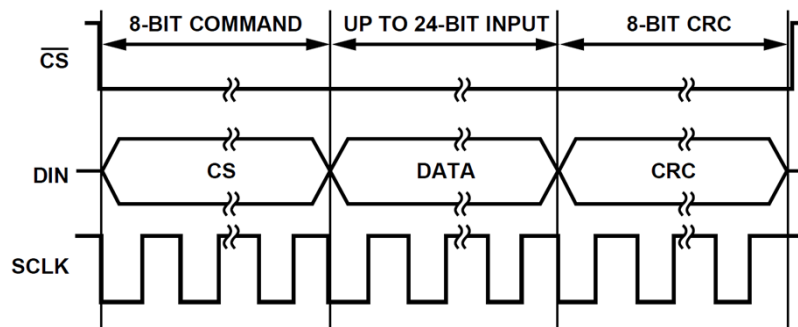 8-BIT COMMAND UP TO 24-BIT INPUT 8-BIT CRC
CS
DIN CS DATA CRC
SCLK